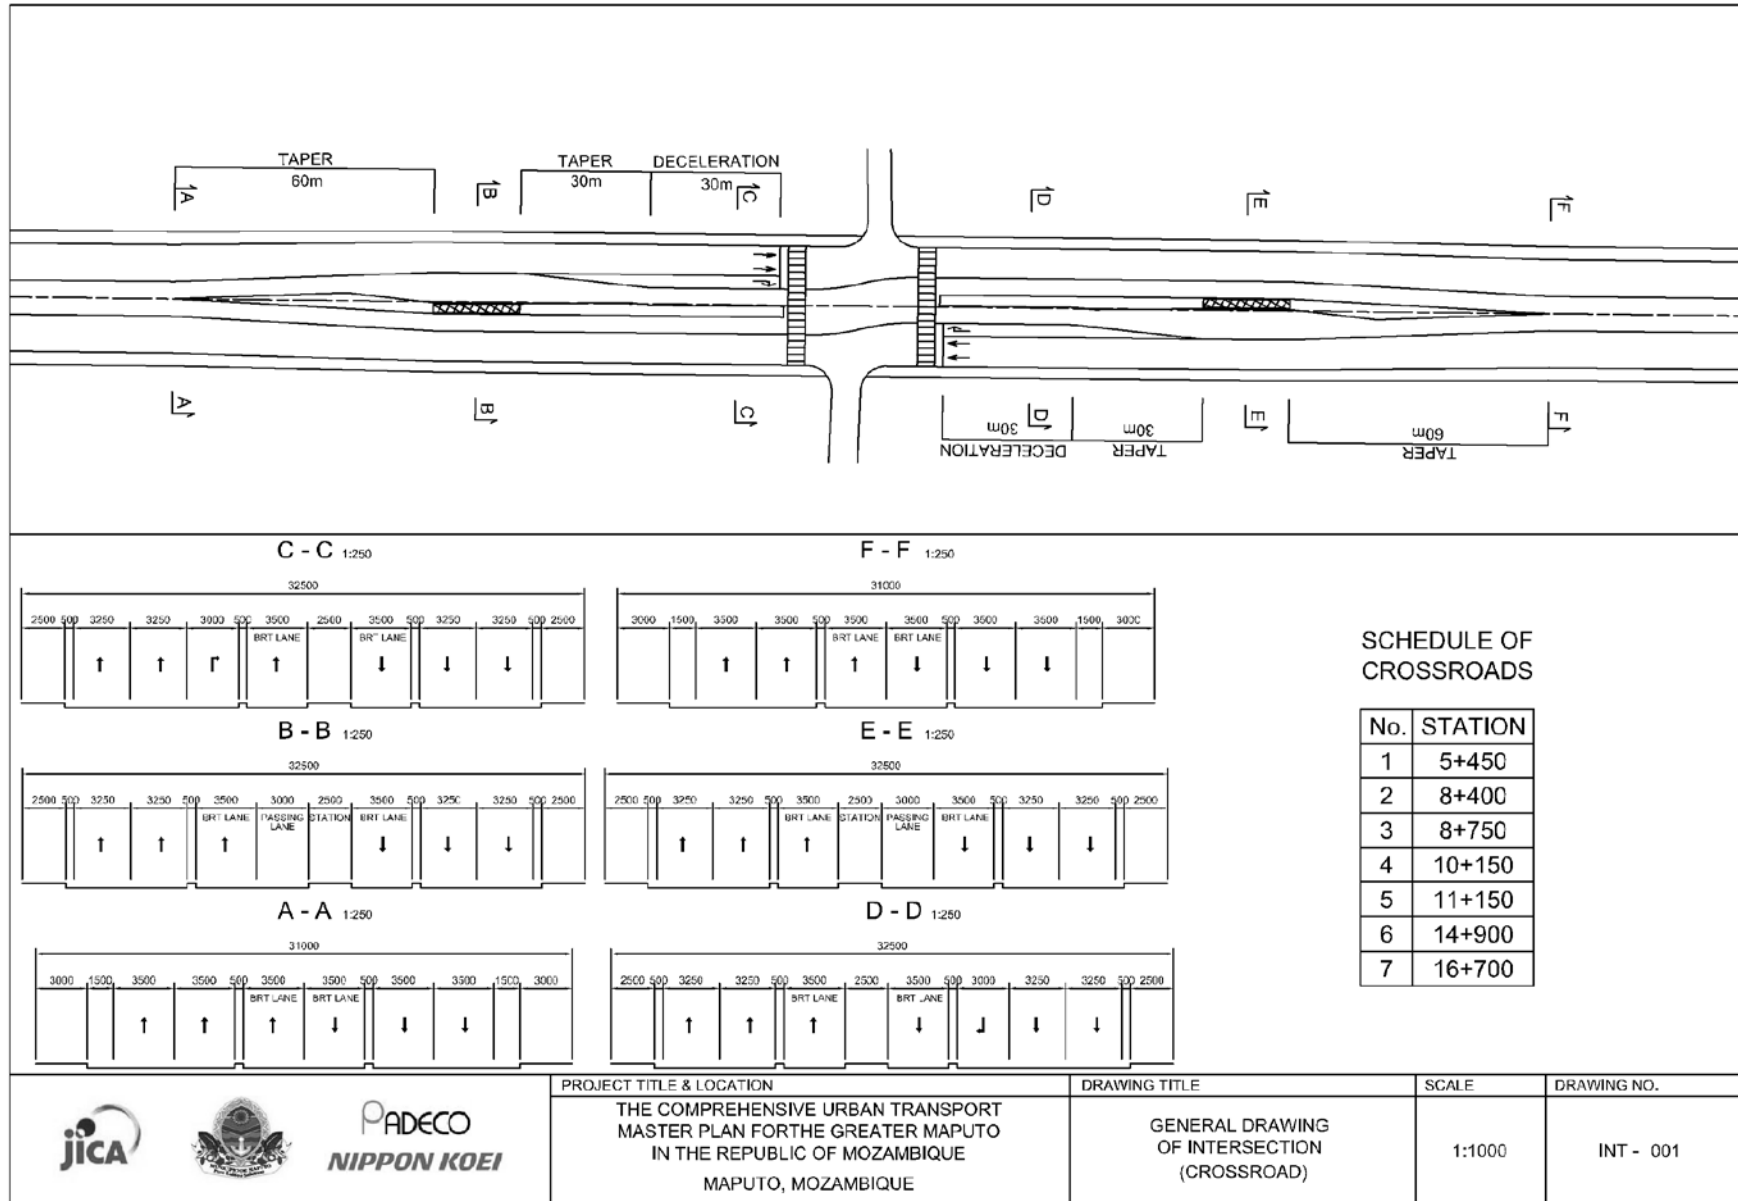 TAPER
60m
TAPER
30m
DECELERATION
30m
A
B
C
D
E
F
A
B
C
D
E
F
30m
DECELERATION
30m
TAPER
60m
TAPER
C - C 1:250
32500
2500 500 3250 3250 3000 500 3500 2500 3500 500 3250 3250 500 2500
BRT LANE BRT LANE
F - F 1:250
31000
3000 1500 3500 3500 500 3500 3500 500 3500 3500 1500 3000
BRT LANE BRT LANE
B - B 1:250
32500
2500 500 3250 3250 500 3500 3000 2500 3500 500 3250 3250 500 2500
BRT LANE PASSING LANE STATION BRT LANE
E - E 1:250
32500
2500 500 3250 3250 500 3500 2500 3000 3500 500 3250 3250 500 2500
BRT LANE STATION PASSING LANE BRT LANE
A - A 1:250
31000
3000 1500 3500 3500 500 3500 3500 500 3500 3500 1500 3000
BRT LANE BRT LANE
D - D 1:250
32500
2500 500 3250 3250 500 3500 2500 3500 500 3000 3250 3250 500 2500
BRT LANE BRT LANE
SCHEDULE OF
CROSSROADS
No. STATION
1 5+450
2 8+400
3 8+750
4 10+150
5 11+150
6 14+900
7 16+700
jICA
PADECO
NIPPON KOEI
PROJECT TITLE & LOCATION
THE COMPREHENSIVE URBAN TRANSPORT
MASTER PLAN FORTHE GREATER MAPUTO
IN THE REPUBLIC OF MOZAMBIQUE
MAPUTO, MOZAMBIQUE
DRAWING TITLE
GENERAL DRAWING
OF INTERSECTION
(CROSSROAD)
SCALE
1:1000
DRAWING NO.
INT - 001